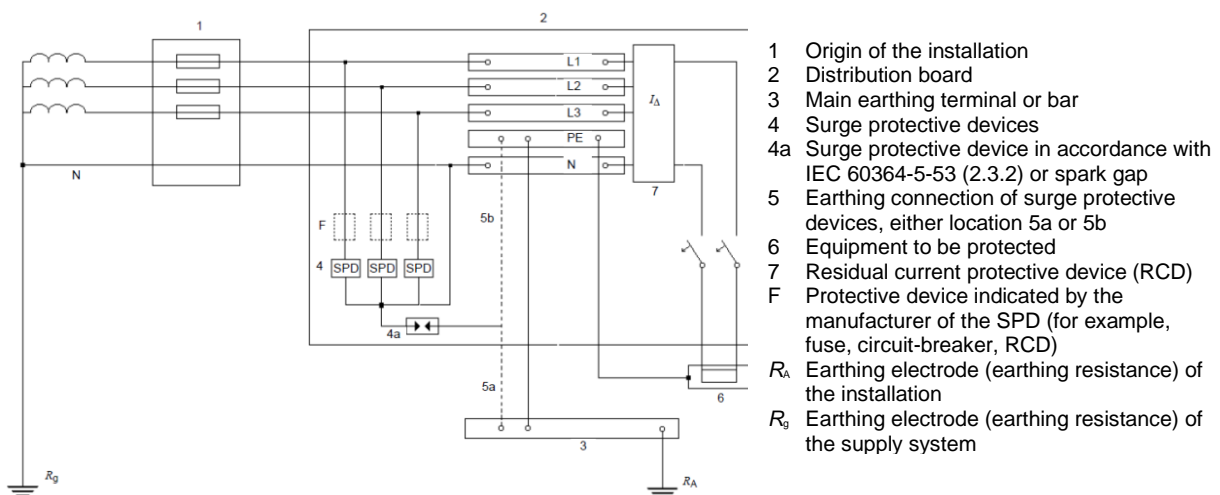 1
2
L1
L2
L3
PE
N
N
I∆
7
F
5b
4 SPD SPD SPD
4a
5a
6
3
Rg
RA
1 Origin of the installation
2 Distribution board
3 Main earthing terminal or bar
4 Surge protective devices
4a Surge protective device in accordance with
IEC 60364-5-53 (2.3.2) or spark gap
5 Earthing connection of surge protective
devices, either location 5a or 5b
6 Equipment to be protected
7 Residual current protective device (RCD)
F Protective device indicated by the
manufacturer of the SPD (for example,
fuse, circuit-breaker, RCD)
RA Earthing electrode (earthing resistance) of
the installation
Rg Earthing electrode (earthing resistance) of
the supply system